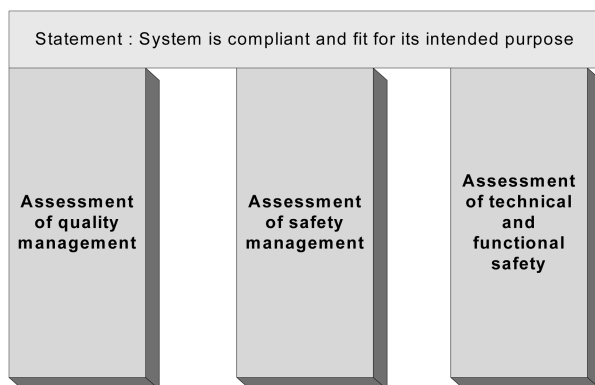 Statement : System is compliant and fit for its intended purpose
Assessment
of quality
management
Assessment
of safety
management
Assessment
of technical
and
functional
safety